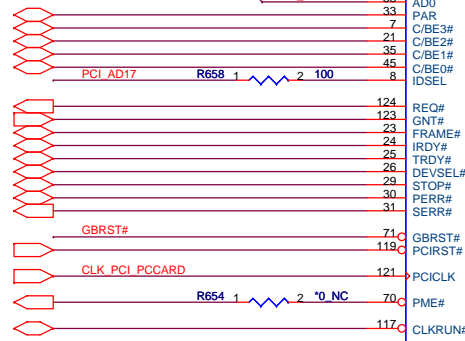 AD0
33 PAR
7 C/BE3#
21 C/BE2#
35 C/BE1#
45 C/BE0#
PCI_AD17 R658 1 2 100 8 IDSEL
124 REQ#
123 GNT#
23 FRAME#
24 IRDY#
25 TRDY#
26 DEVSEL#
29 STOP#
30 PERR#
31 SERR#
GBRST# 71 GBRST#
119 PCIRST#
CLK_PCI_PCCARD 121 PCICLK
R654 1 2 *0_NC 70 PME#
117 CLKRUN#